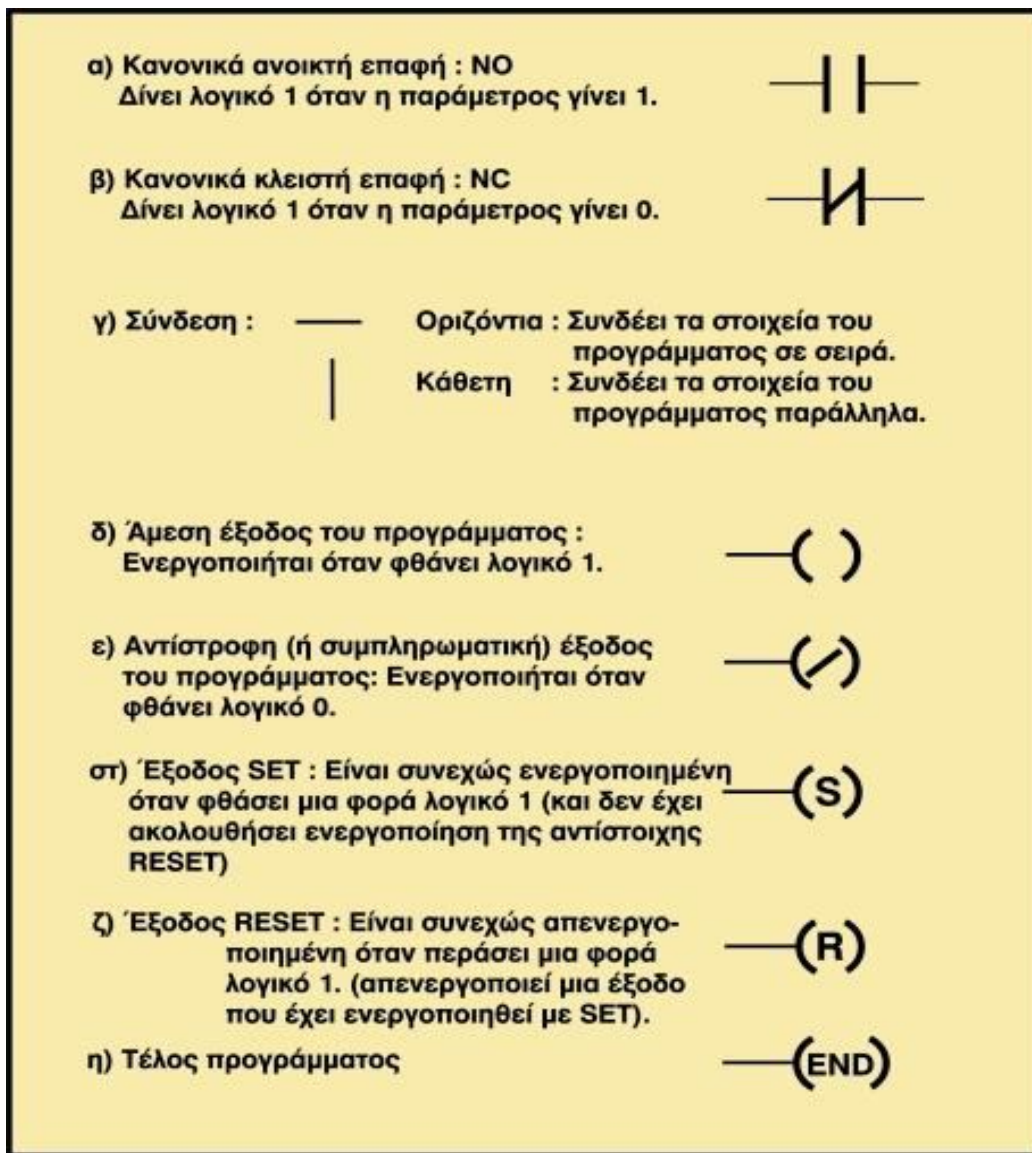 α) Κανονικά ανοικτή επαφή : NO
Δίνει λογικό 1 όταν η παράμετρος γίνει 1.
β) Κανονικά κλειστή επαφή : NC
Δίνει λογικό 1 όταν η παράμετρος γίνει 0.
γ) Σύνδεση : Οριζόντια : Συνδέει τα στοιχεία του
προγράμματος σε σειρά.
Κάθετη : Συνδέει τα στοιχεία του
προγράμματος παράλληλα.
δ) Άμεση έξοδος του προγράμματος :
Ενεργοποιήται όταν φθάνει λογικό 1.
ε) Αντίστροφη (ή συμπληρωματική) έξοδος
του προγράμματος: Ενεργοποιήται όταν
φθάνει λογικό 0.
στ) Έξοδος SET : Είναι συνεχώς ενεργοποιημένη (S)
όταν φθάσει μια φορά λογικό 1 (και δεν έχει
ακολουθήσει ενεργοποίηση της αντίστοιχης
RESET)
ζ) Έξοδος RESET : Είναι συνεχώς απενεργο-
ποιημένη όταν περάσει μια φορά (R)
λογικό 1. (απενεργοποιεί μια έξοδο
που έχει ενεργοποιηθεί με SET).
η) Τέλος προγράμματος (END)